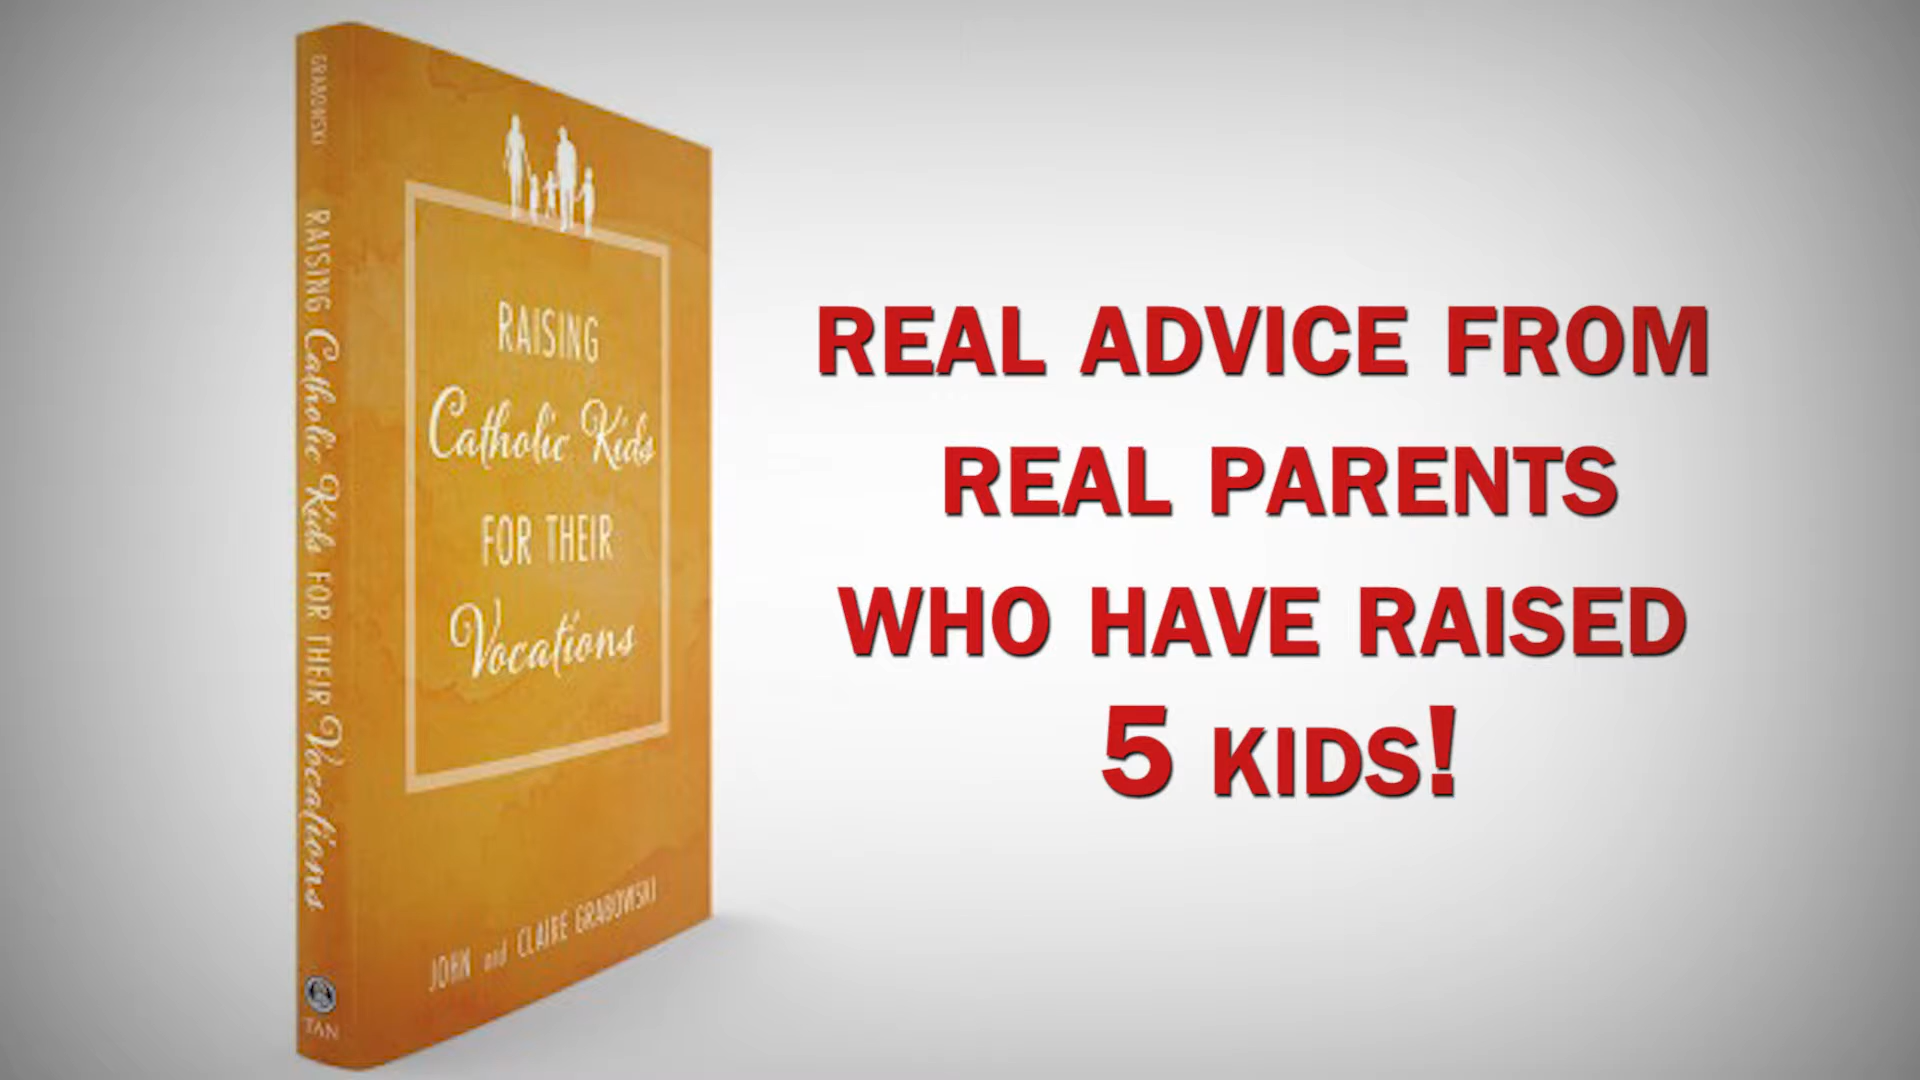 GRABOWSKI
RAISING Catholic Kids FOR THEIR Vocations
TAN
RAISING
Catholic Kids
FOR THEIR
Vocations
JOHN and CLAIRE GRABOWSKI
REAL ADVICE FROM
REAL PARENTS
WHO HAVE RAISED
5 KIDS!